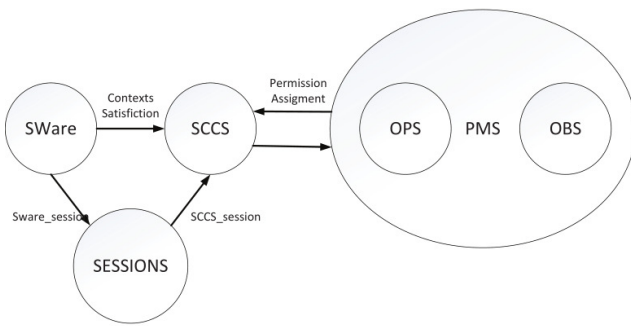 Contexts
Satisfiction
Permission
Assigment
SWare
SCCS
OPS
PMS
OBS
Sware_session
SCCS_session
SESSIONS